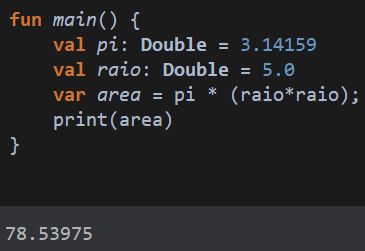 fun main() {
    val pi: Double = 3.14159
    val raio: Double = 5.0
    var area = pi * (raio*raio);
    print(area)
}
78.53975